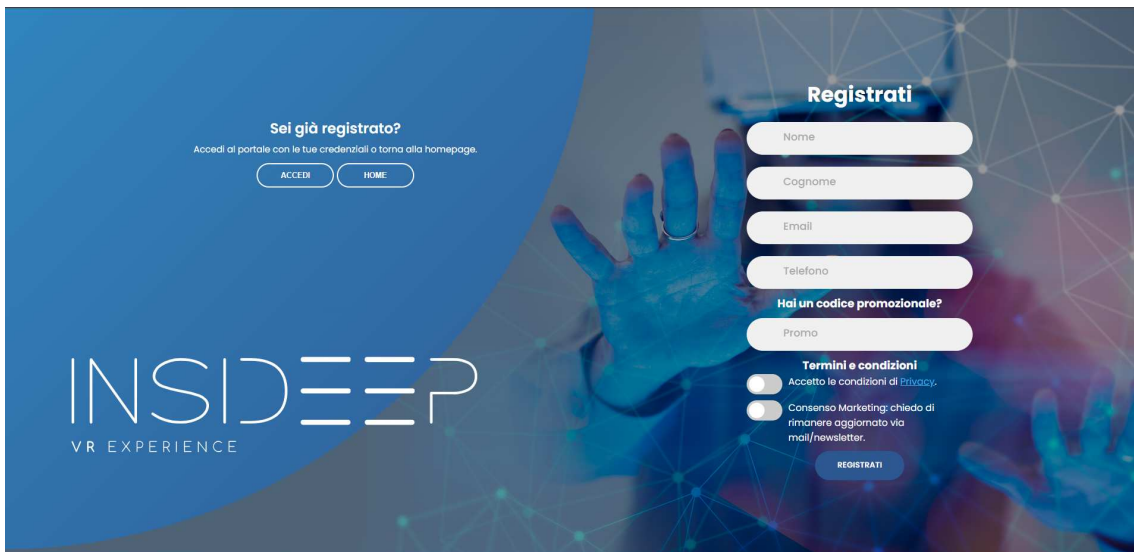 Sei già registrato?
Accedi al portale con le tue credenziali o torna alla homepage.
ACCEDI
HOME
INSIDEEP
VR EXPERIENCE
Registrati
Nome
Cognome
Email
Telefono
Hai un codice promozionale?
Promo
Termini e condizioni
Accetto le condizioni di Privacy.
Consenso Marketing: chiedo di
rimanere aggiornato via
mail/newsletter.
REGISTRATI